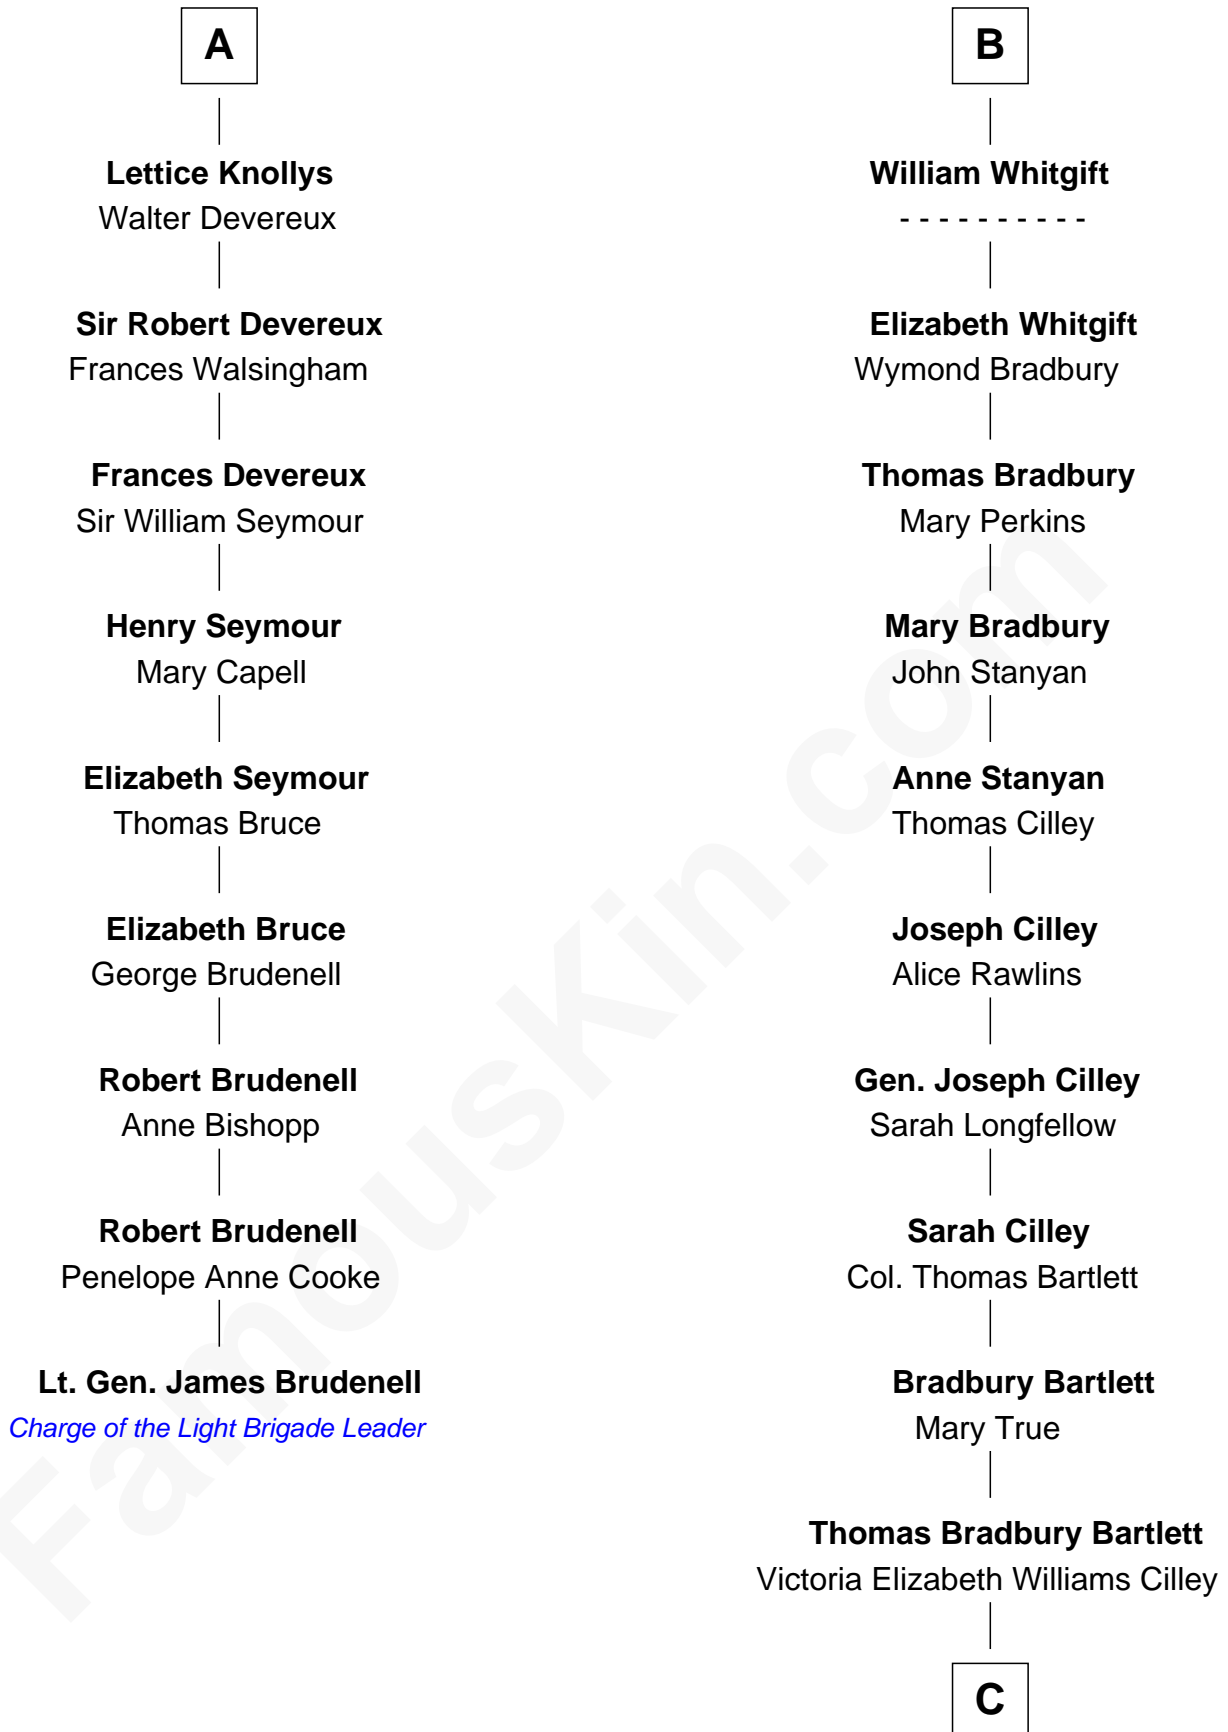 A
Lettice Knollys
Walter Devereux
Sir Robert Devereux
Frances Walsingham
Frances Devereux
Sir William Seymour
Henry Seymour
Mary Capell
Elizabeth Seymour
Thomas Bruce
Elizabeth Bruce
George Brudenell
Robert Brudenell
Anne Bishopp
Robert Brudenell
Penelope Anne Cooke
Lt. Gen. James Brudenell
Charge of the Light Brigade Leader
B
William Whitgift
- - - - - - - - - -
Elizabeth Whitgift
Wymond Bradbury
Thomas Bradbury
Mary Perkins
Mary Bradbury
John Stanyan
Anne Stanyan
Thomas Cilley
Joseph Cilley
Alice Rawlins
Gen. Joseph Cilley
Sarah Longfellow
Sarah Cilley
Col. Thomas Bartlett
Bradbury Bartlett
Mary True
Thomas Bradbury Bartlett
Victoria Elizabeth Williams Cilley
C
FamousKin.com